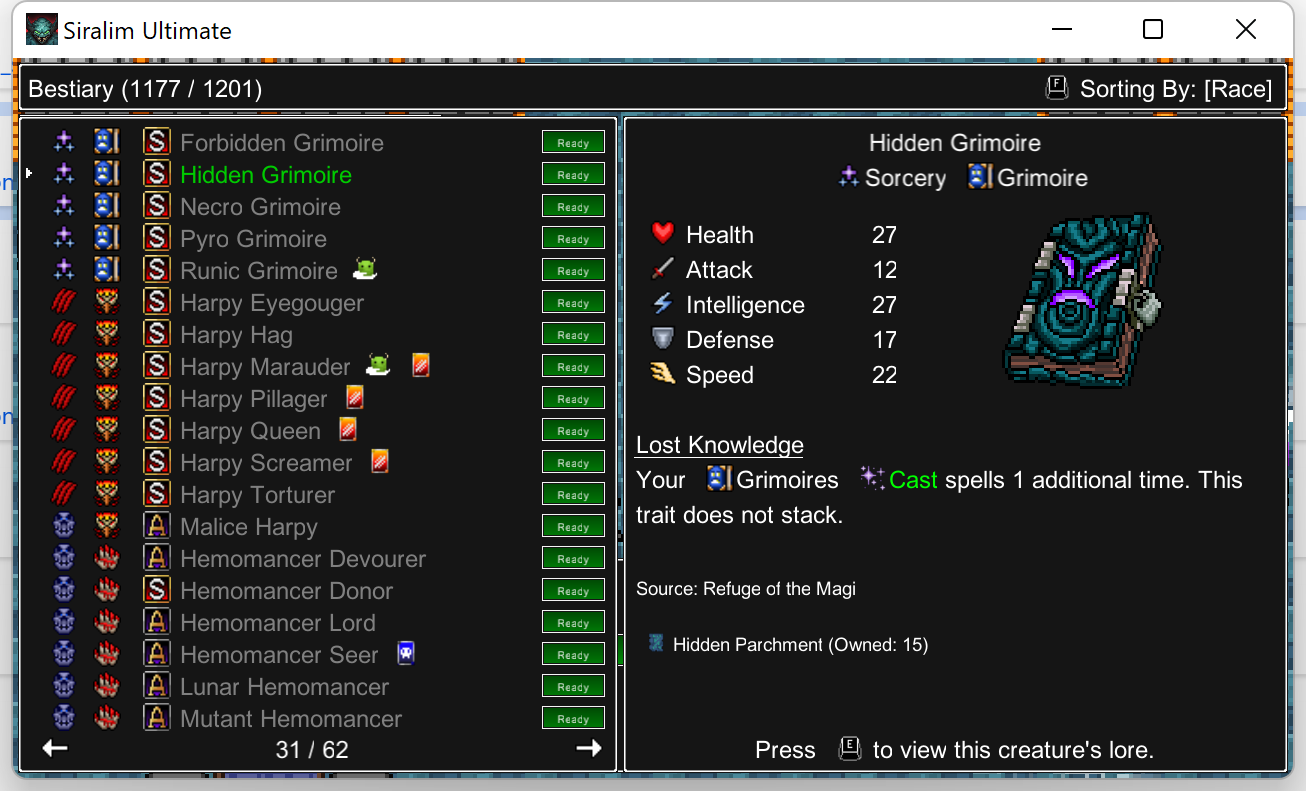 Siralim Ultimate
Bestiary (1177 / 1201)
F Sorting By: [Race]
S Forbidden Grimoire Ready
S Hidden Grimoire Ready
S Necro Grimoire Ready
S Pyro Grimoire Ready
S Runic Grimoire Ready
S Harpy Eyegouger Ready
S Harpy Hag Ready
S Harpy Marauder Ready
S Harpy Pillager Ready
S Harpy Queen Ready
S Harpy Screamer Ready
S Harpy Torturer Ready
A Malice Harpy Ready
A Hemomancer Devourer Ready
S Hemomancer Donor Ready
A Hemomancer Lord Ready
A Hemomancer Seer Ready
A Lunar Hemomancer Ready
A Mutant Hemomancer Ready
31 / 62
Hidden Grimoire
Sorcery Grimoire
Health 27
Attack 12
Intelligence 27
Defense 17
Speed 22
Lost Knowledge
Your Grimoires Cast spells 1 additional time. This
trait does not stack.
Source: Refuge of the Magi
Hidden Parchment (Owned: 15)
Press E to view this creature's lore.